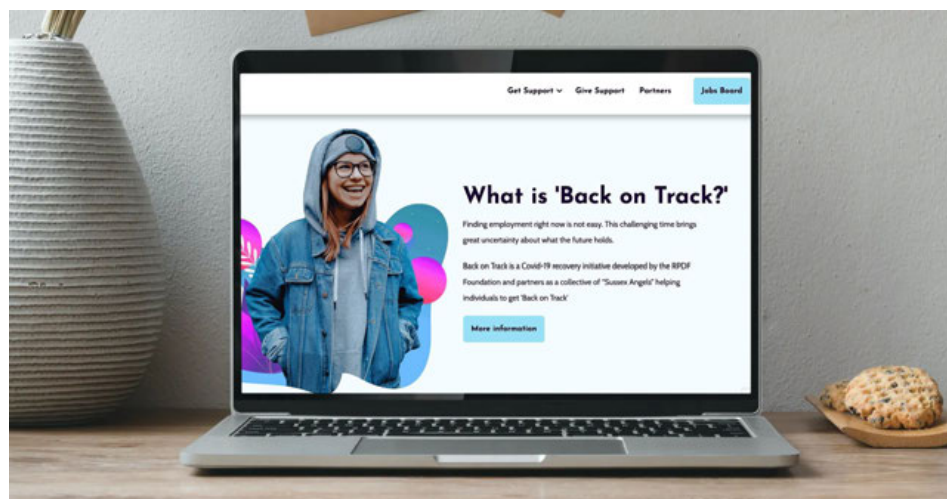 Get Support Give Support Partners Jobs Board
What is 'Back on Track?'
Finding employment right now is not easy. This challenging time brings
great uncertainty about what the future holds.
Back on Track is a Covid-19 recovery initiative developed by the RPDF
Foundation and partners as a collective of "Sussex Angels" helping
individuals to get 'Back on Track'
More information